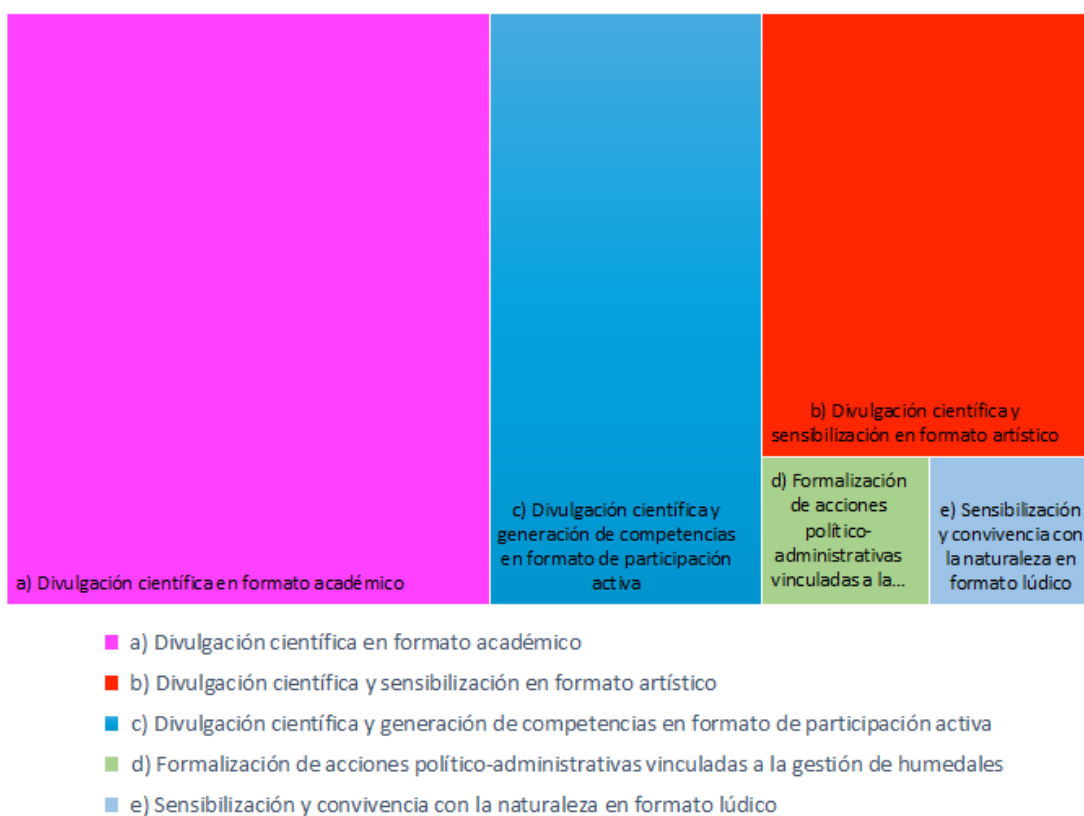 a) Divulgación científica en formato académico
c) Divulgación científica y
generación de competencias
en formato de participación
activa
b) Divulgación científica y
sensibilización en formato artístico
d) Formalización
de acciones
político-
administrativas
vinculadas a la...
e) Sensibilización
y convivencia con
la naturaleza en
formato lúdico
a) Divulgación científica en formato académico
b) Divulgación científica y sensibilización en formato artístico
c) Divulgación científica y generación de competencias en formato de participación activa
d) Formalización de acciones político-administrativas vinculadas a la gestión de humedales
e) Sensibilización y convivencia con la naturaleza en formato lúdico